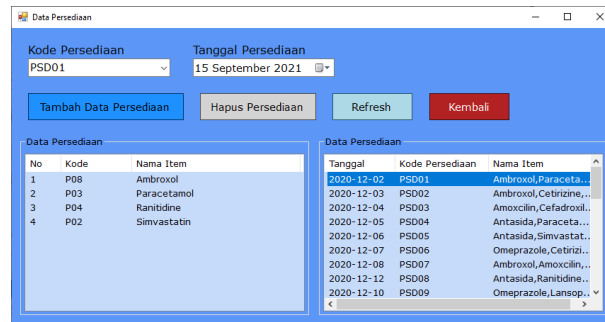 Data Persediaan
Kode Persediaan Tanggal Persediaan
PSD01 15 September 2021
Tambah Data Persediaan Hapus Persediaan Refresh Kembali
Data Persediaan Data Persediaan
No Kode Nama Item Tanggal Kode Persediaan Nama Item
1 P08 Ambroxol 2020-12-02 PSD01 Ambroxol,Paraceta...
2 P03 Paracetamol 2020-12-03 PSD02 Ambroxol,Cetirizine,...
3 P04 Ranitidine 2020-12-04 PSD03 Amoxcilin,Cefadroxil...
4 P02 Simvastatin 2020-12-05 PSD04 Antasida,Paraceta...
2020-12-06 PSD05 Antasida,Simvastat...
2020-12-07 PSD06 Omeprazole,Cetirizi...
2020-12-08 PSD07 Ambroxol,Amoxcilin,...
2020-12-12 PSD08 Antasida,Ranitidine...
2020-12-10 PSD09 Omeprazole,Lansop...